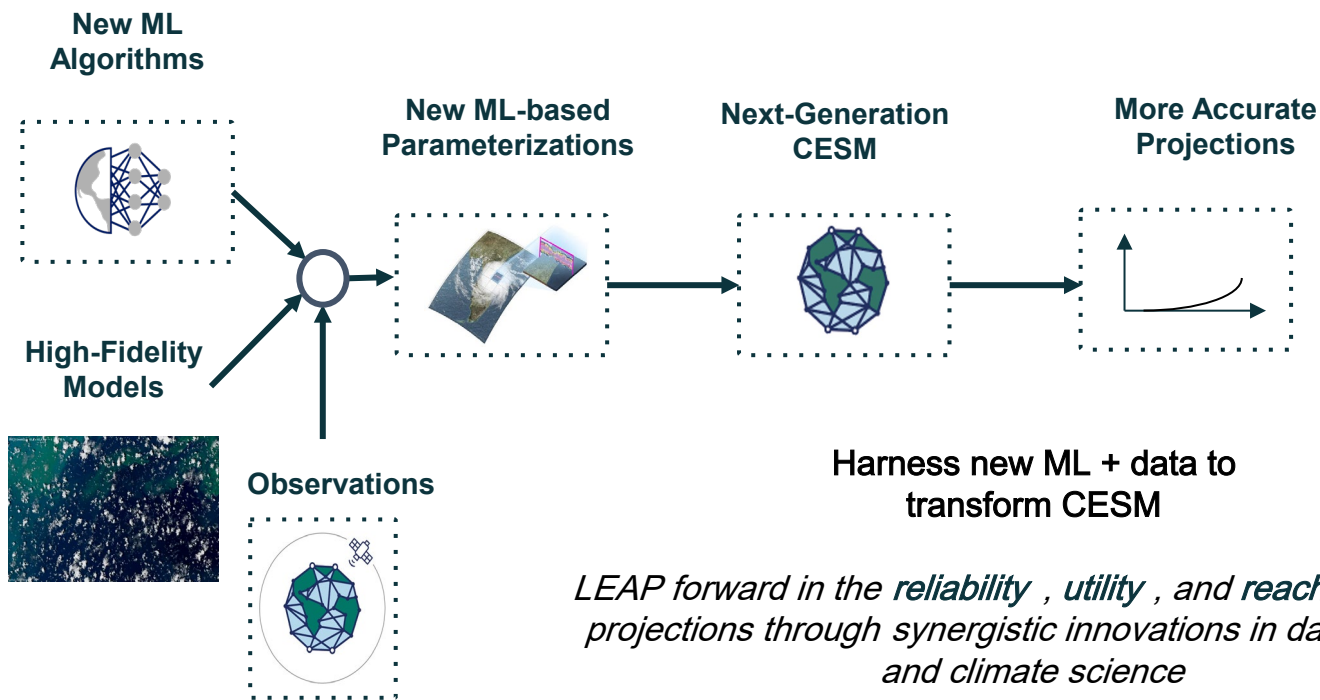 New ML
Algorithms
New ML-based
Parameterizations
Next-Generation
CESM
More Accurate
Projections
High-Fidelity
Models
Observations
Harness new ML + data to
transform CESM
LEAP forward in the reliability , utility , and reach
projections through synergistic innovations in da
and climate science